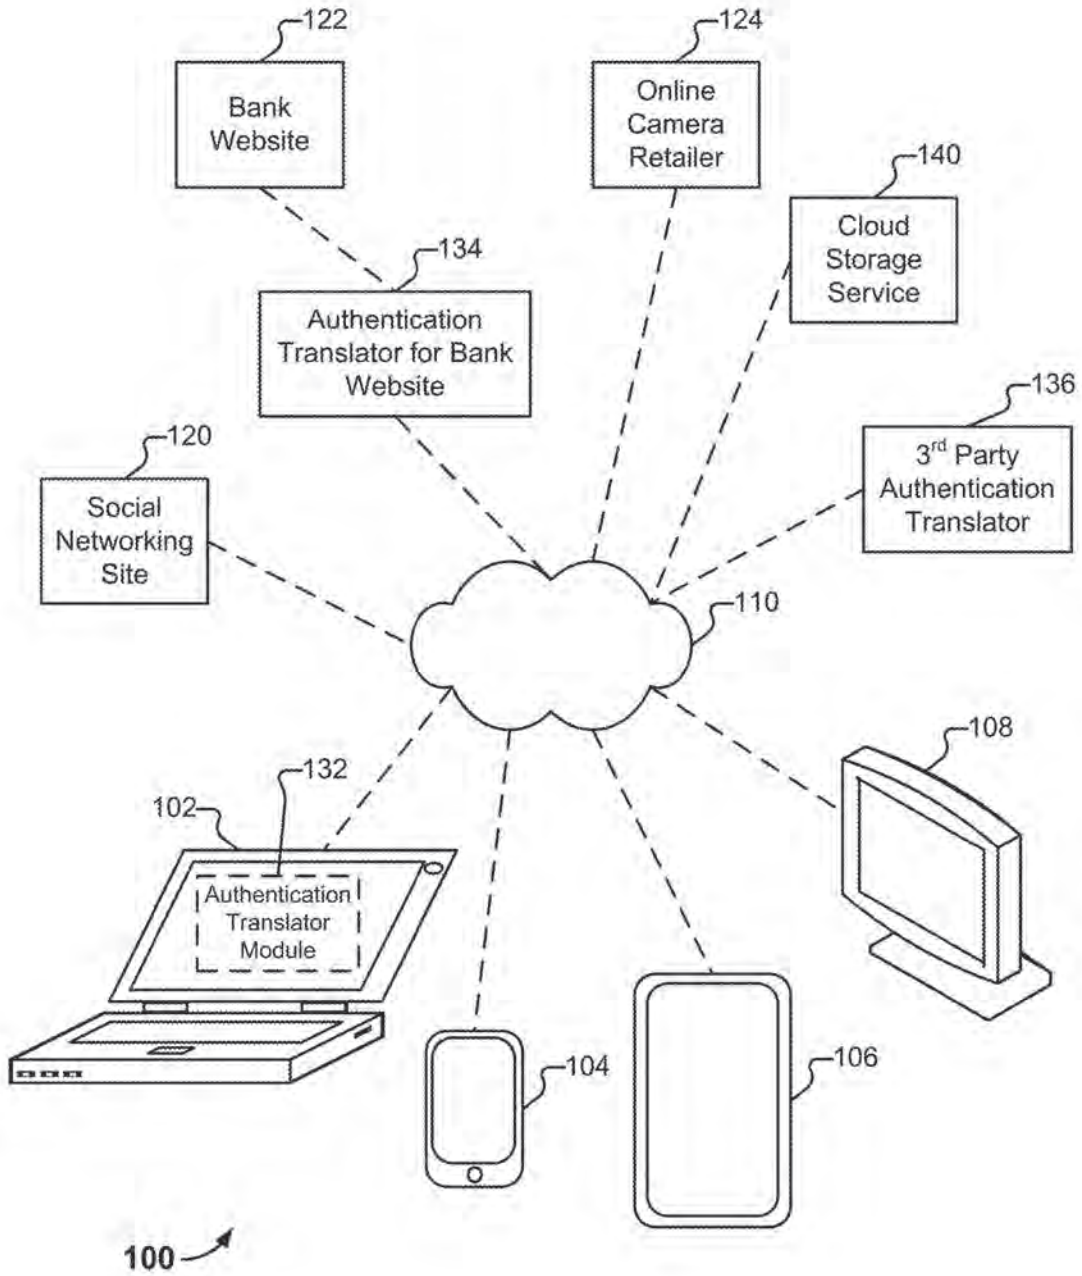 122
Bank
Website
124
Online
Camera
Retailer
140
Cloud
Storage
Service
134
Authentication
Translator for Bank
Website
136
3rd Party
Authentication
Translator
120
Social
Networking
Site
110
108
132
102
Authentication
Translator
Module
104
106
100